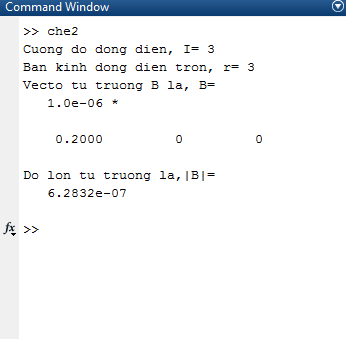 Command Window
>> che2
Cuong do dong dien, I= 3
Ban kinh dong dien tron, r= 3
Vecto tu truong B la, B=
1.0e-06 *
0.2000 0 0
Do lon tu truong la,|B|=
6.2832e-07
fx >>